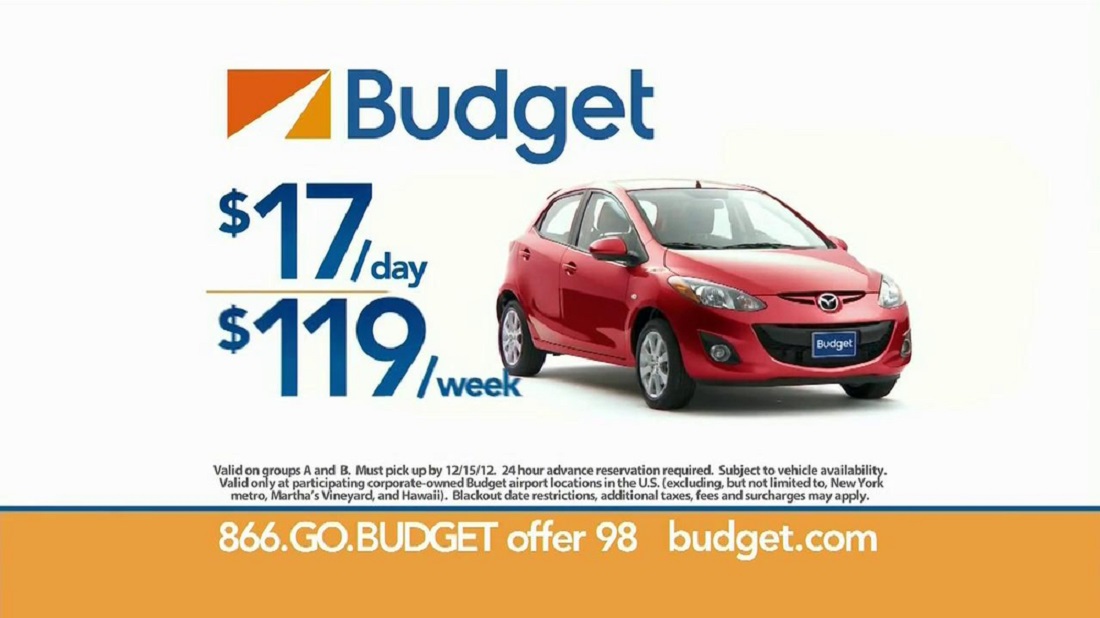 Budget
$17/day
$119/week
Budget
Valid on groups A and B. Must pick up by 12/15/12. 24 hour advance reservation required. Subject to vehicle availability.
Valid only at participating corporate-owned Budget airport locations in the U.S. (excluding, but not limited to, New York
metro, Martha's Vineyard, and Hawaii). Blackout date restrictions, additional taxes, fees and surcharges may apply.
866.GO.BUDGET offer 98 budget.com